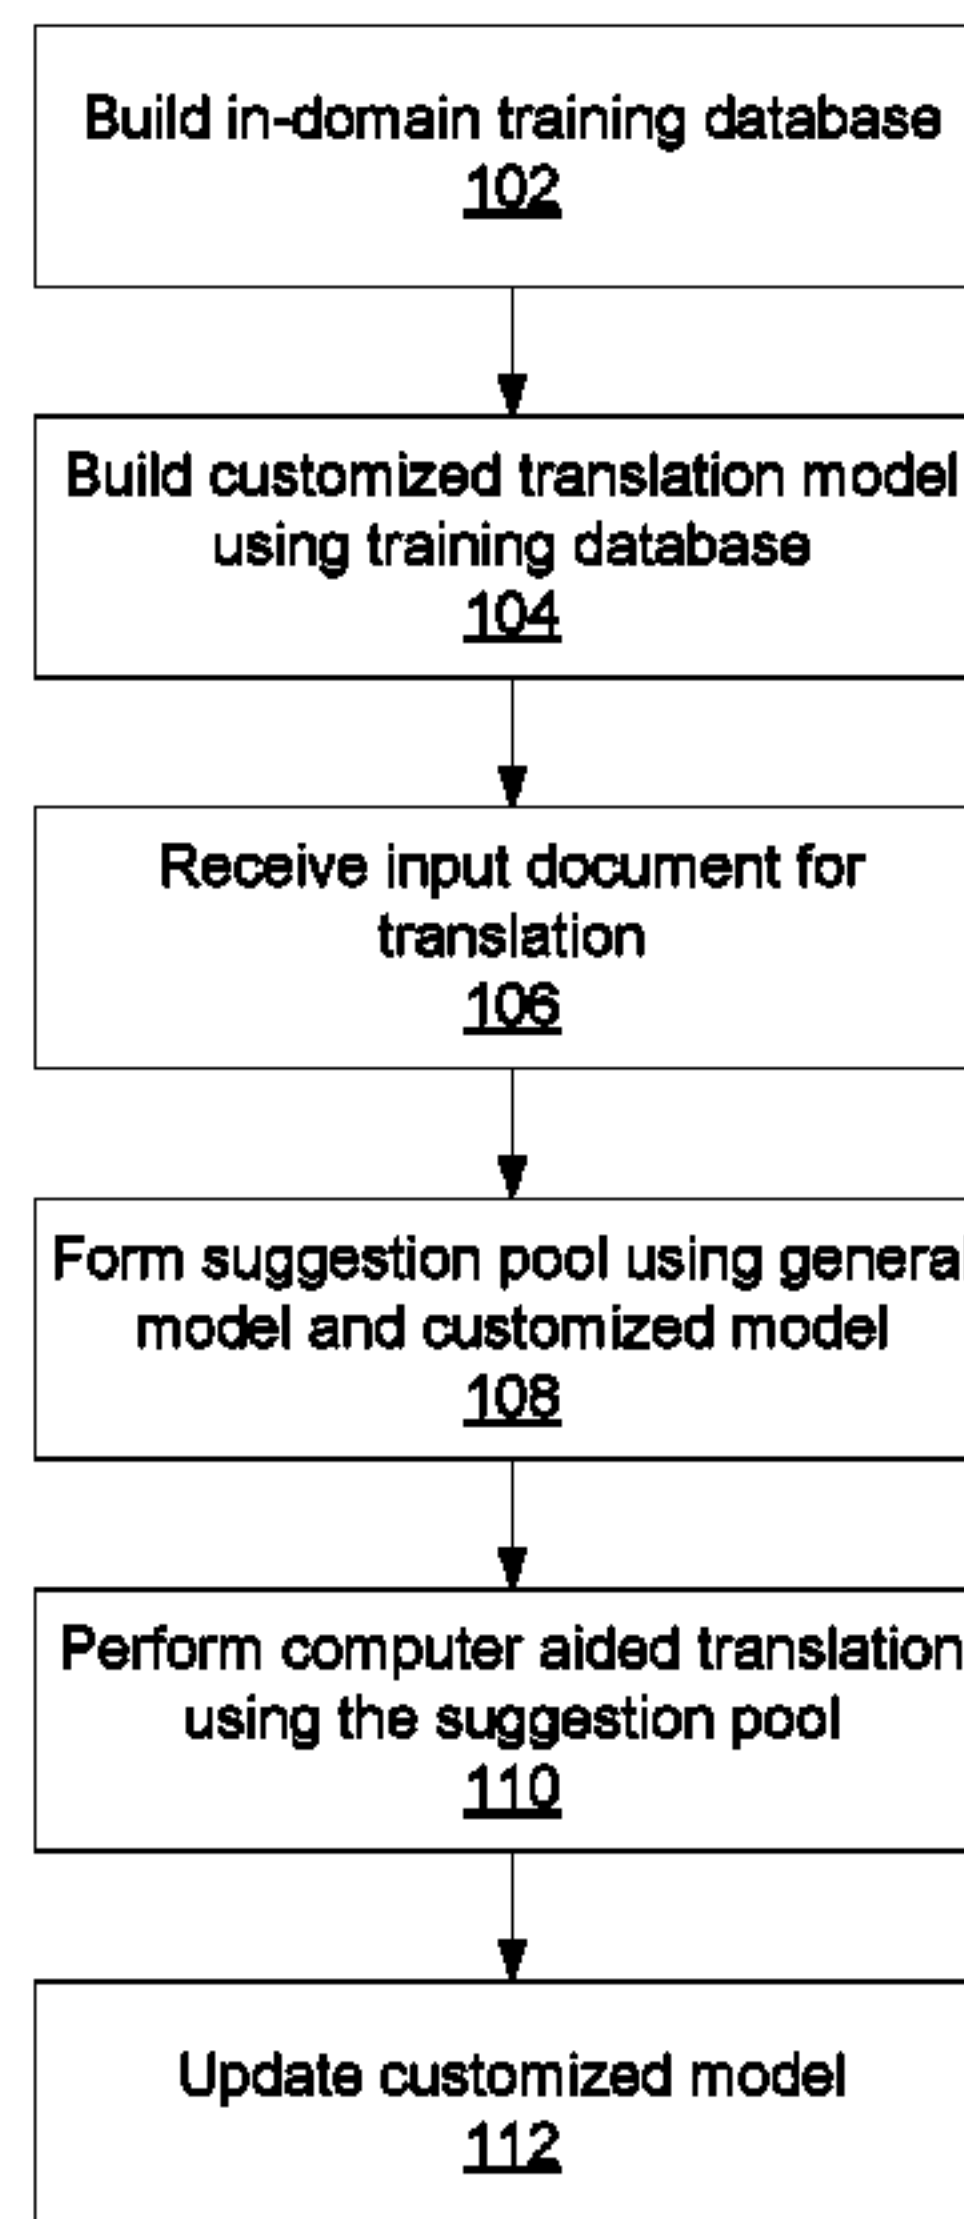 Build in-domain training database
102
Build customized translation model
using training database
104
Receive input document for
translation
106
Form suggestion pool using general
model and customized model
108
Perform computer aided translation
using the suggestion pool
110
Update customized model
112